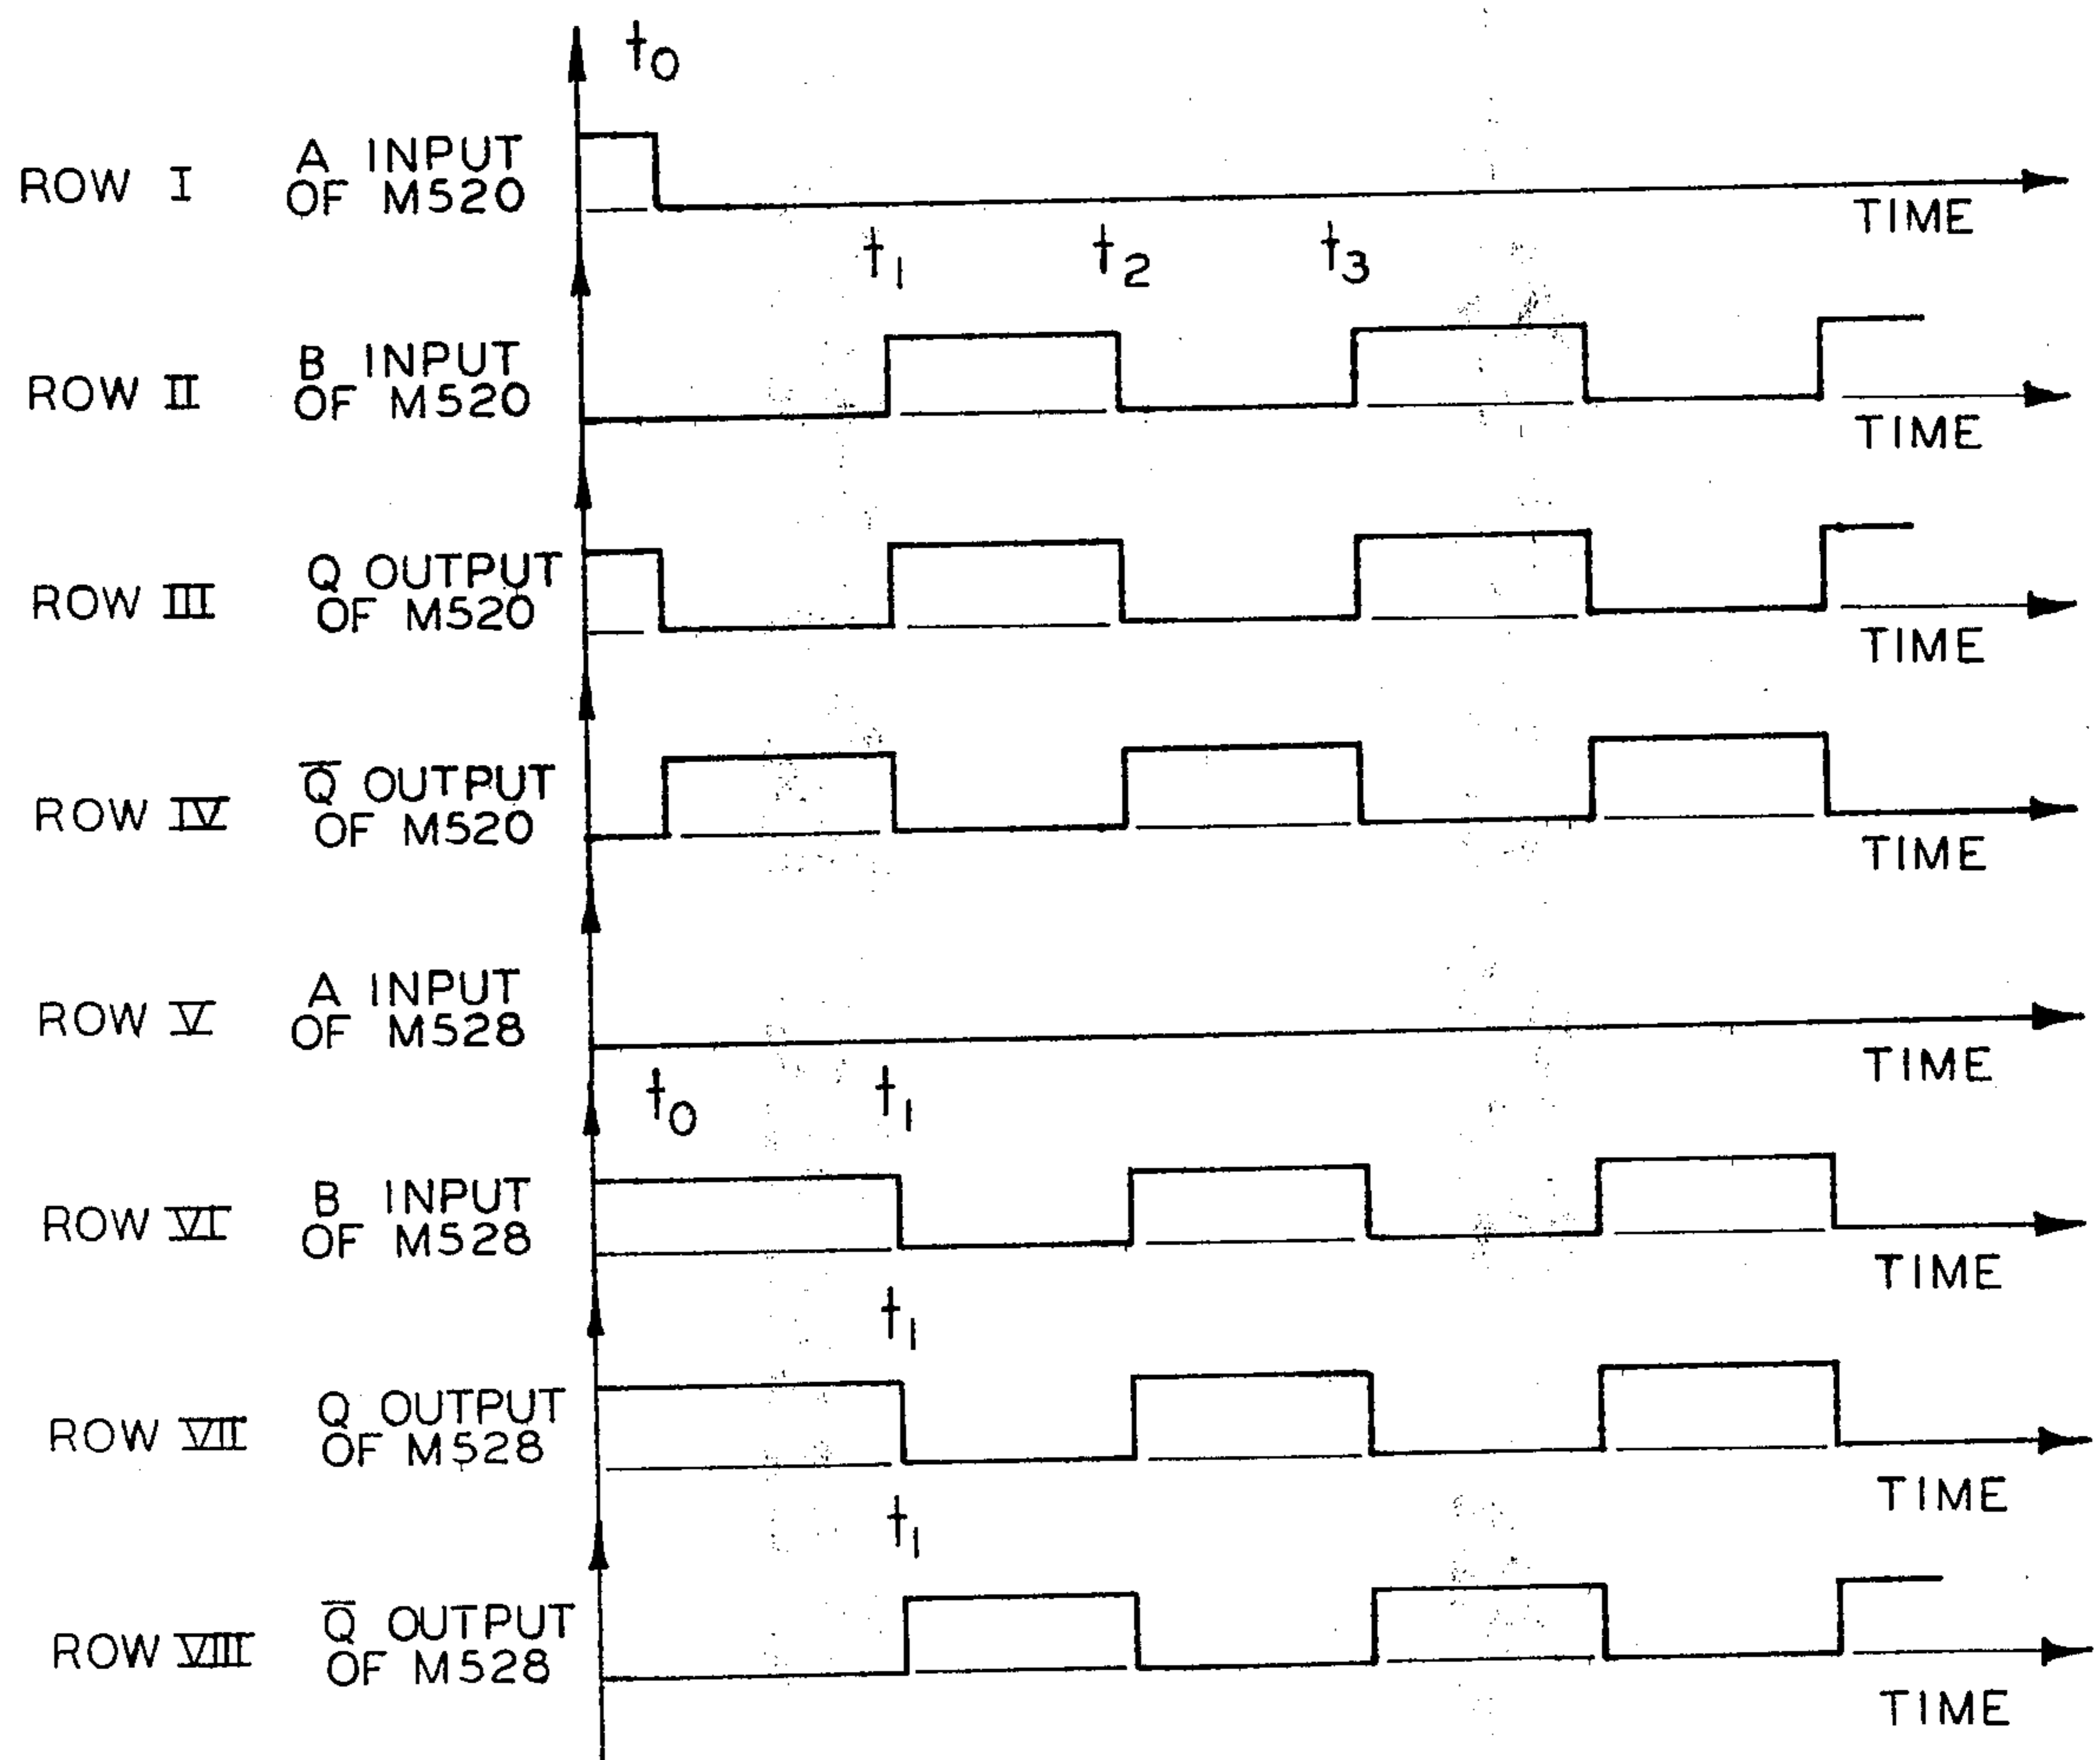 t0
ROW I
A INPUT
OF M520
TIME
t1
t2
t3
ROW II
B INPUT
OF M520
TIME
ROW III
Q OUTPUT
OF M520
TIME
ROW IV
Q̅ OUTPUT
OF M520
TIME
ROW V
A INPUT
OF M528
TIME
t0
t1
ROW VI
B INPUT
OF M528
TIME
t1
ROW VII
Q OUTPUT
OF M528
TIME
t1
ROW VIII
Q̅ OUTPUT
OF M528
TIME